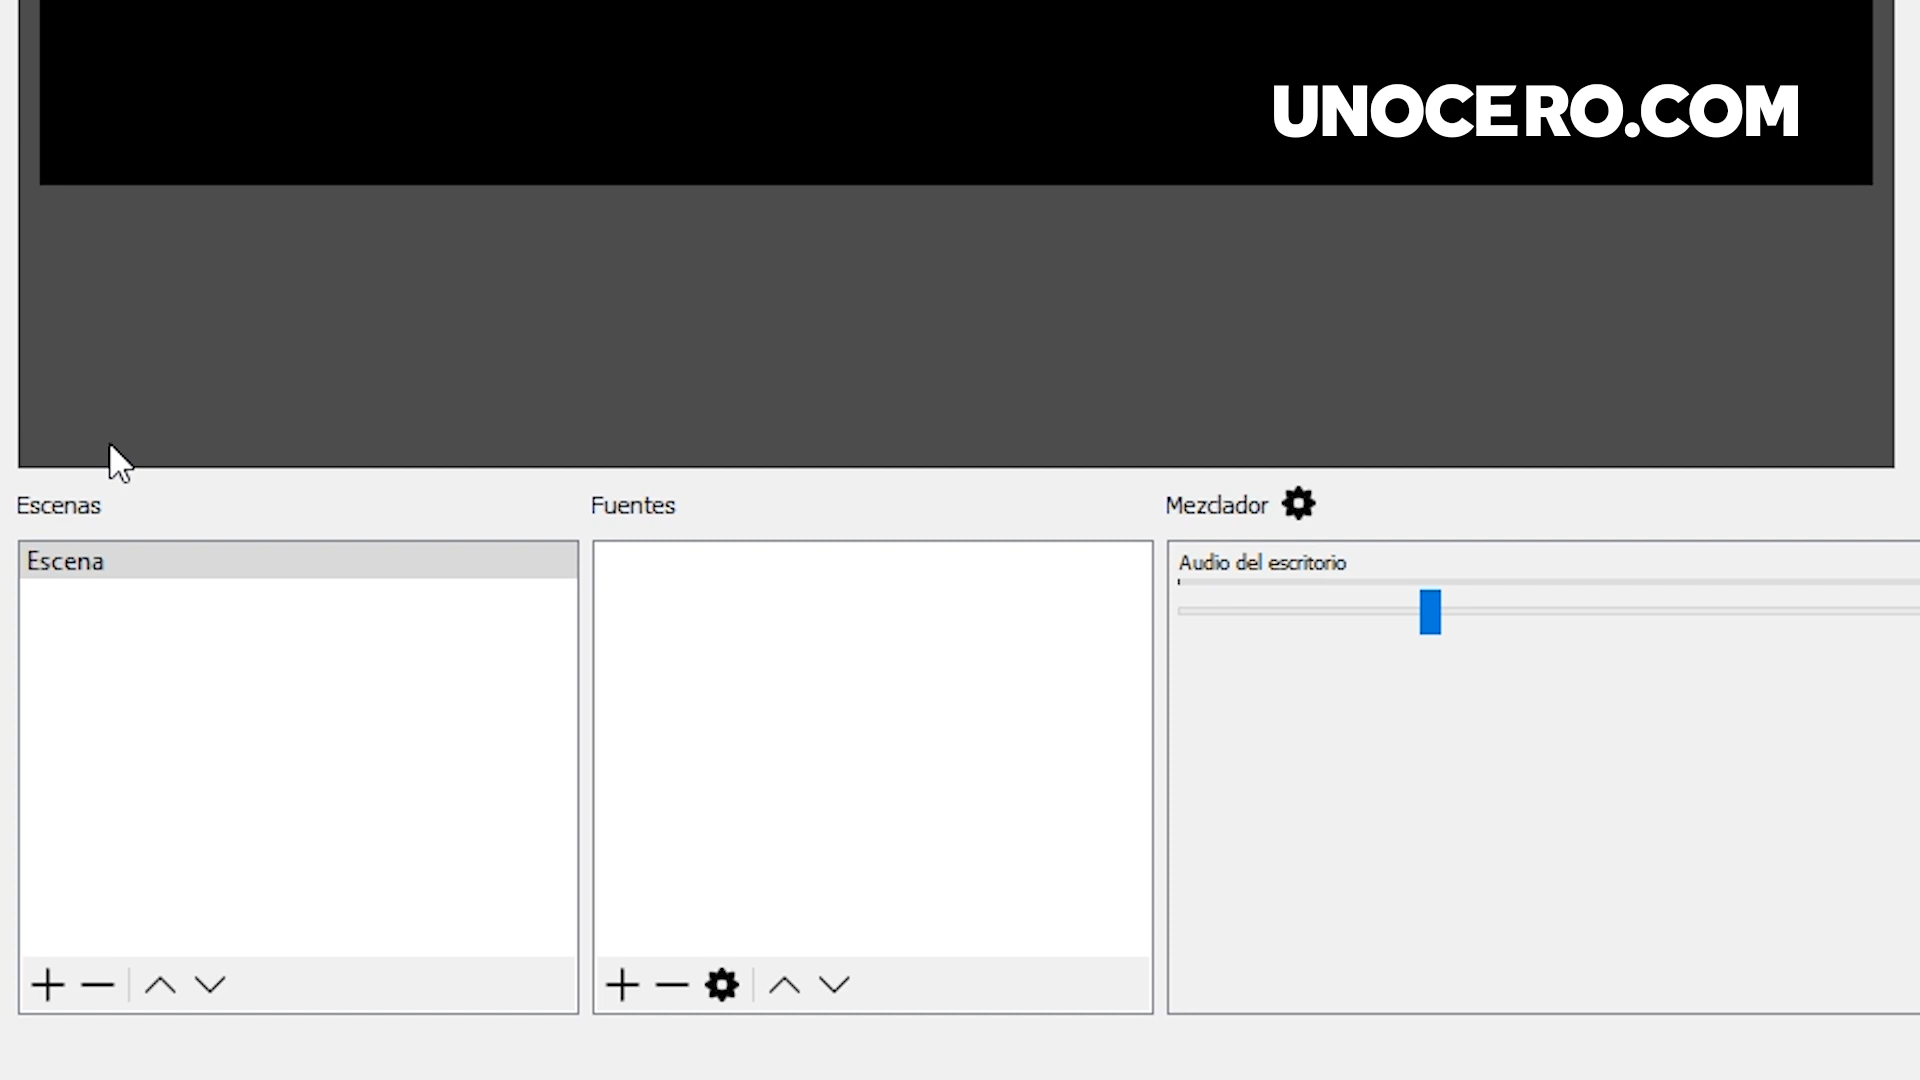 UNOCERO.COM
Escenas
Fuentes
Mezclador
Escena
Audio del escritorio